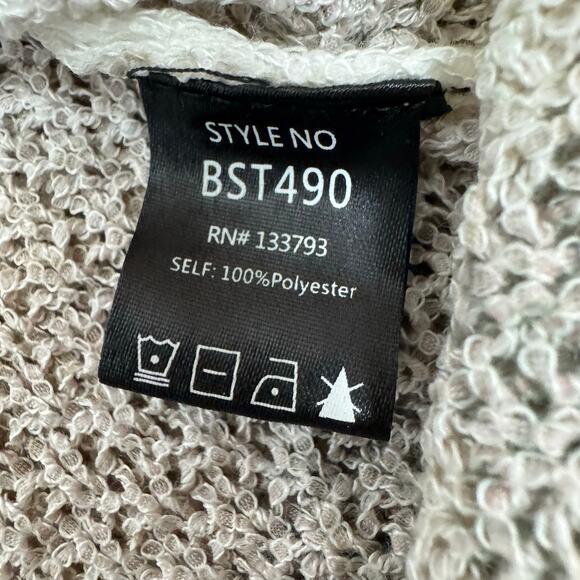 STYLE NO
BST490
RN# 133793
SELF: 100%Polyester